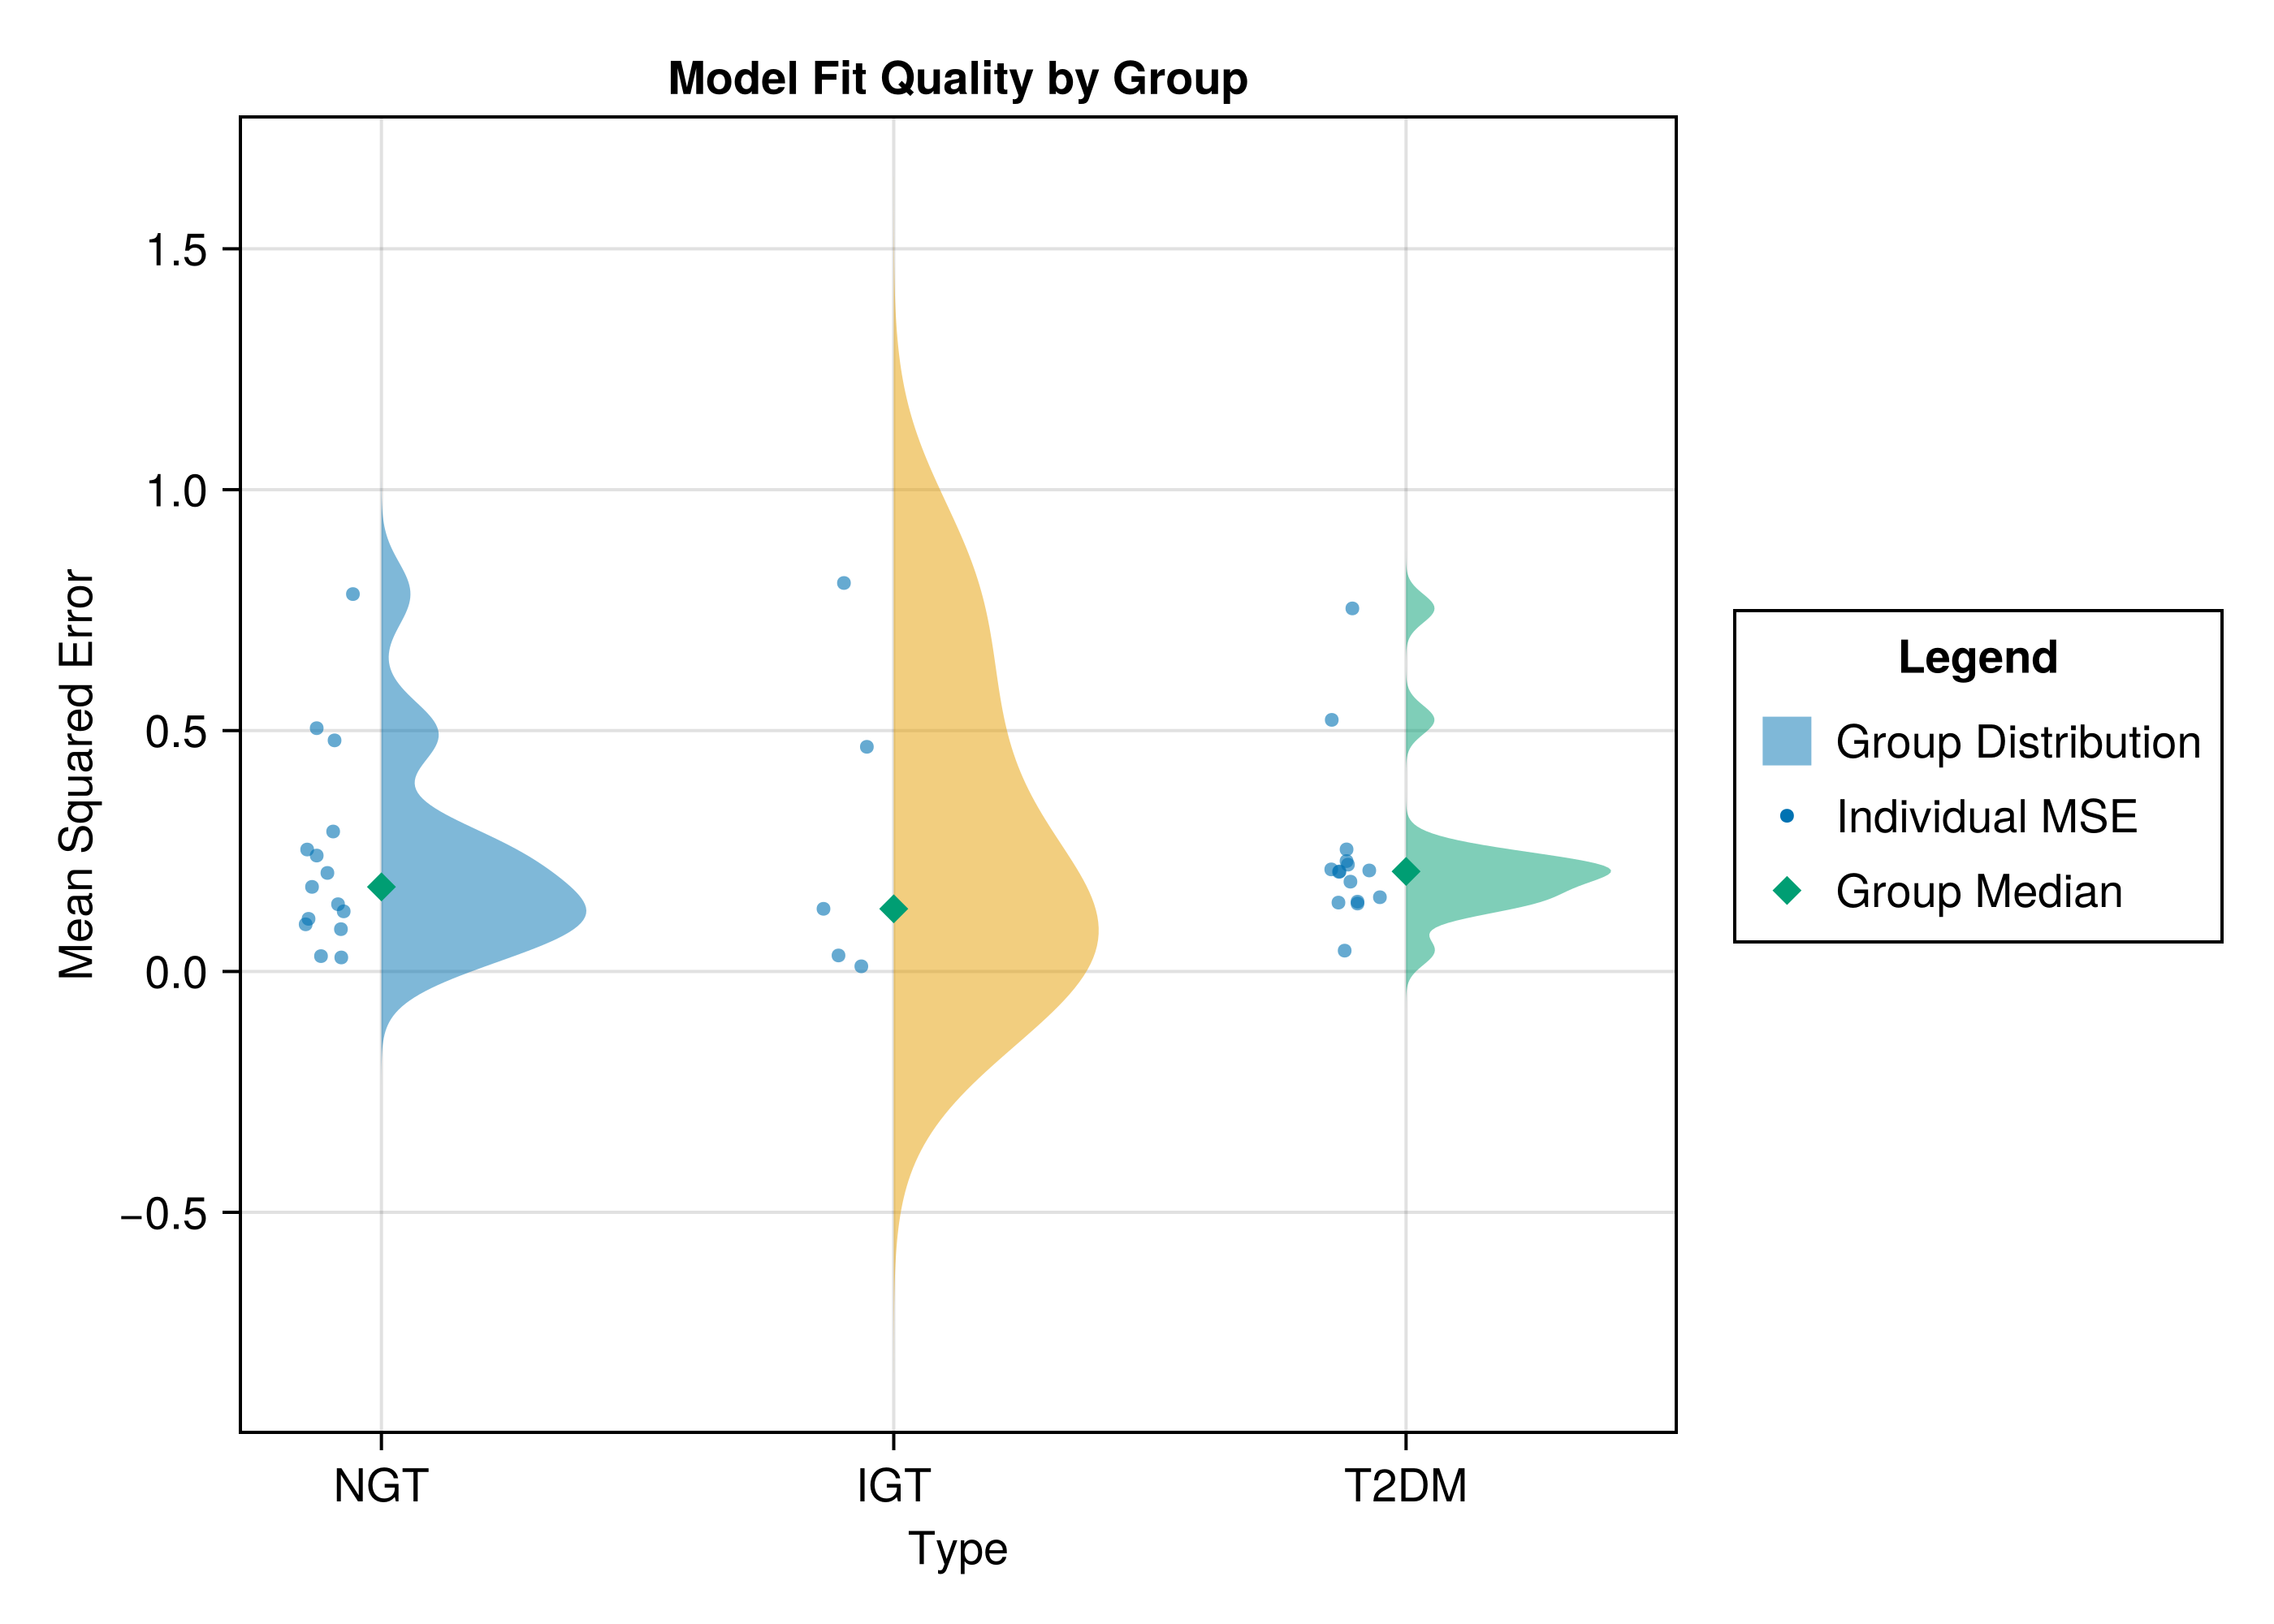 Model Fit Quality by Group
Mean Squared Error
1.5
1.0
0.5
0.0
−0.5
NGT
IGT
T2DM
Type
Legend
Group Distribution
Individual MSE
Group Median